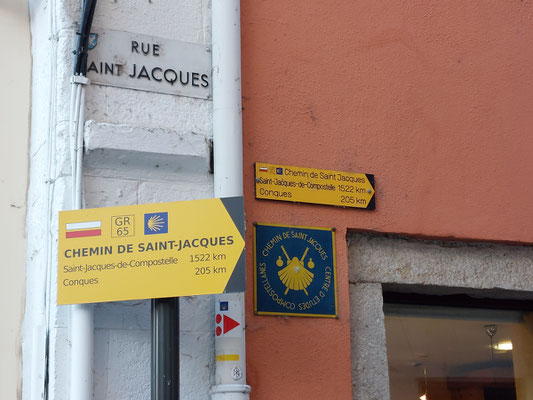 RUE
SAINT JACQUES
Chemin de Saint Jacques
Saint-Jacques-de-Compostelle 1522 km
Conques 205 km
GR
65
CHEMIN DE SAINT-JACQUES
Saint-Jacques-de-Compostelle 1522 km
Conques 205 km
CHEMIN DE SAINT-JACQUES
CENTRE D'ETUDES COMPOSTELLANES